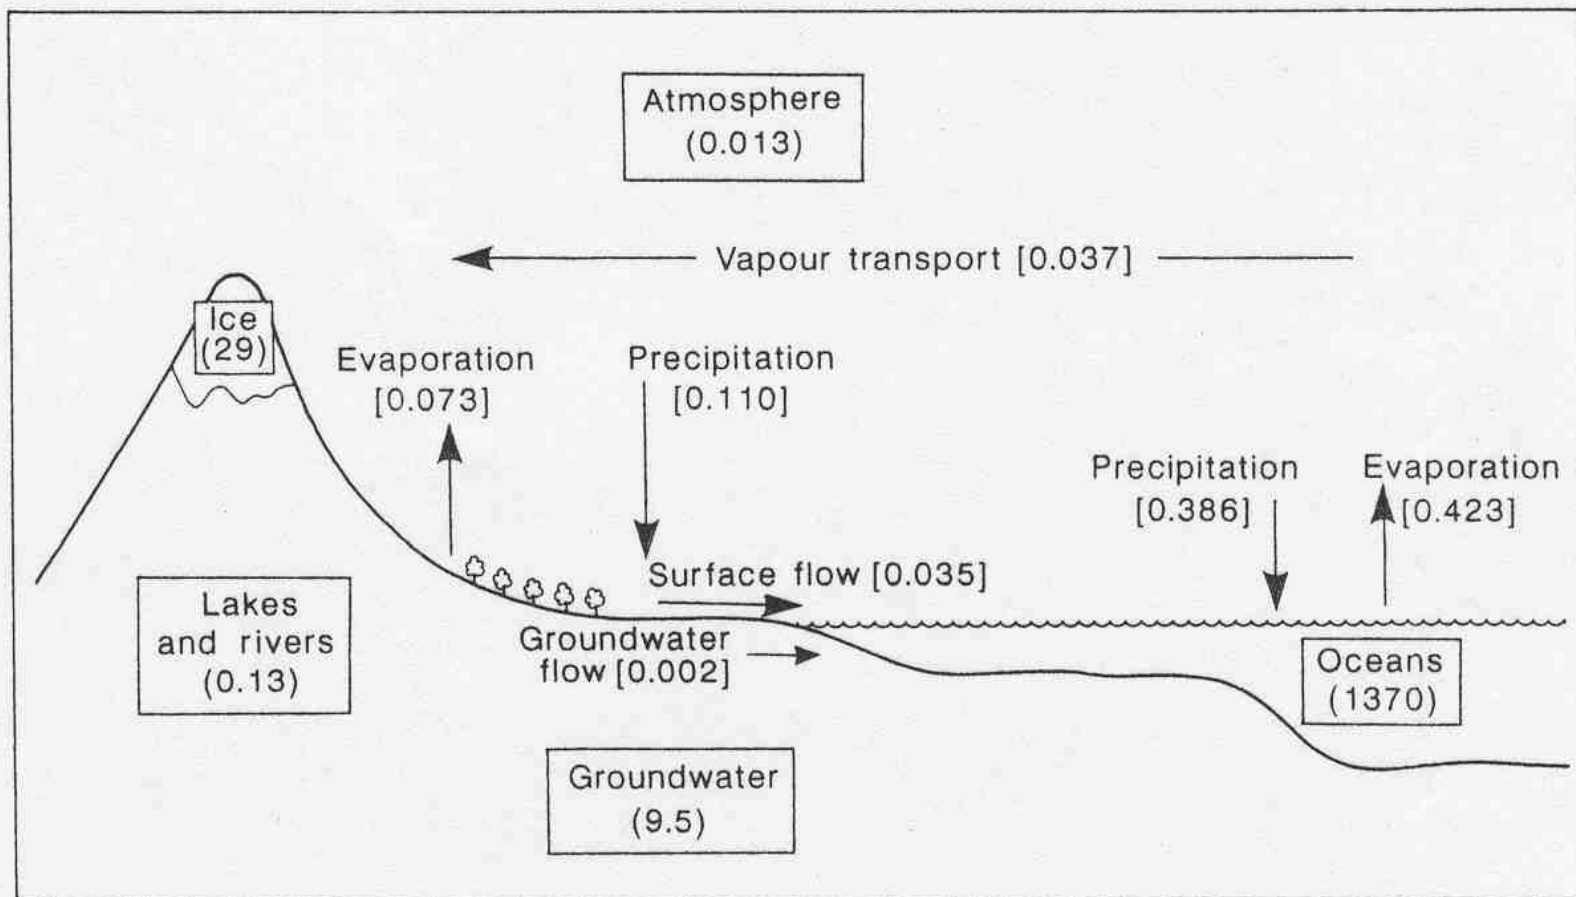 Atmosphere
(0.013)
Vapour transport [0.037]
Ice
(29)
Evaporation
[0.073]
Precipitation
[0.110]
Precipitation
[0.386]
Evaporation
[0.423]
Surface flow [0.035]
Lakes
and rivers
(0.13)
Groundwater
flow [0.002]
Oceans
(1370)
Groundwater
(9.5)